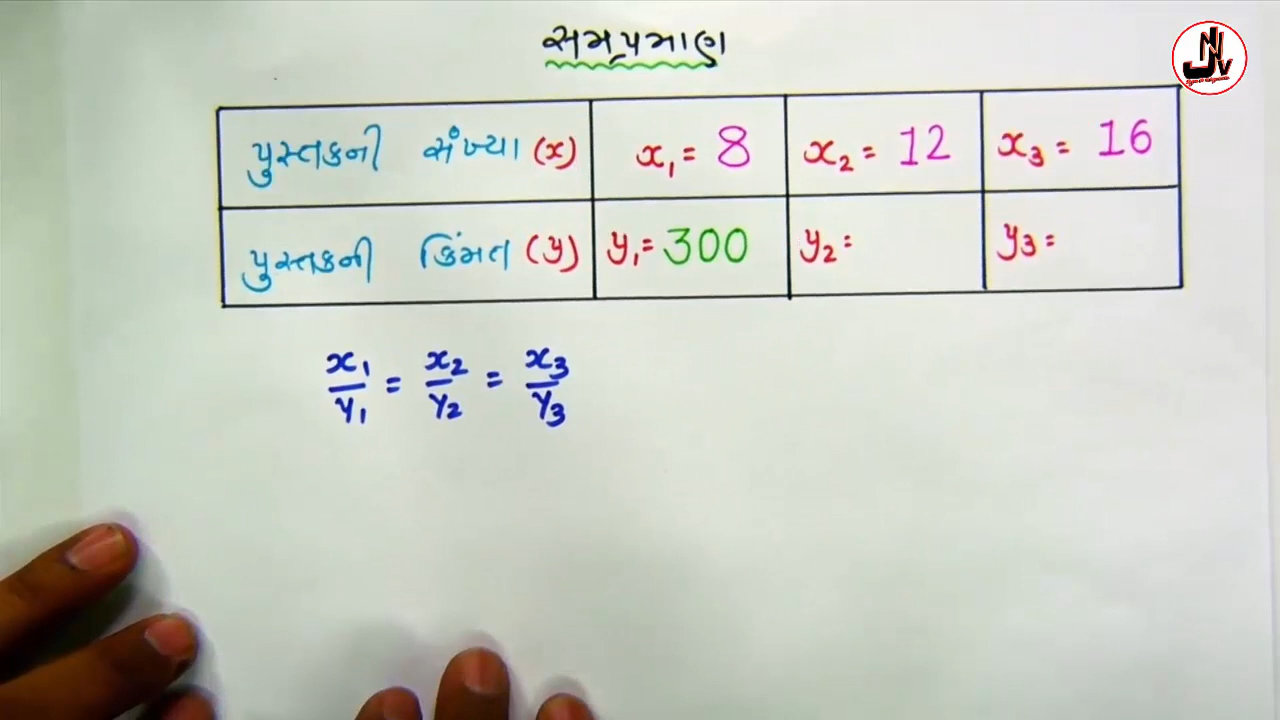 સમપ્રમાણ
પુસ્તકની સંખ્યા (x) x₁ = 8 x₂ = 12 x₃ = 16
પુસ્તકની કિંમત (y) y₁ = 300 y₂ = y₃ =
x₁/y₁ = x₂/y₂ = x₃/y₃
JNV